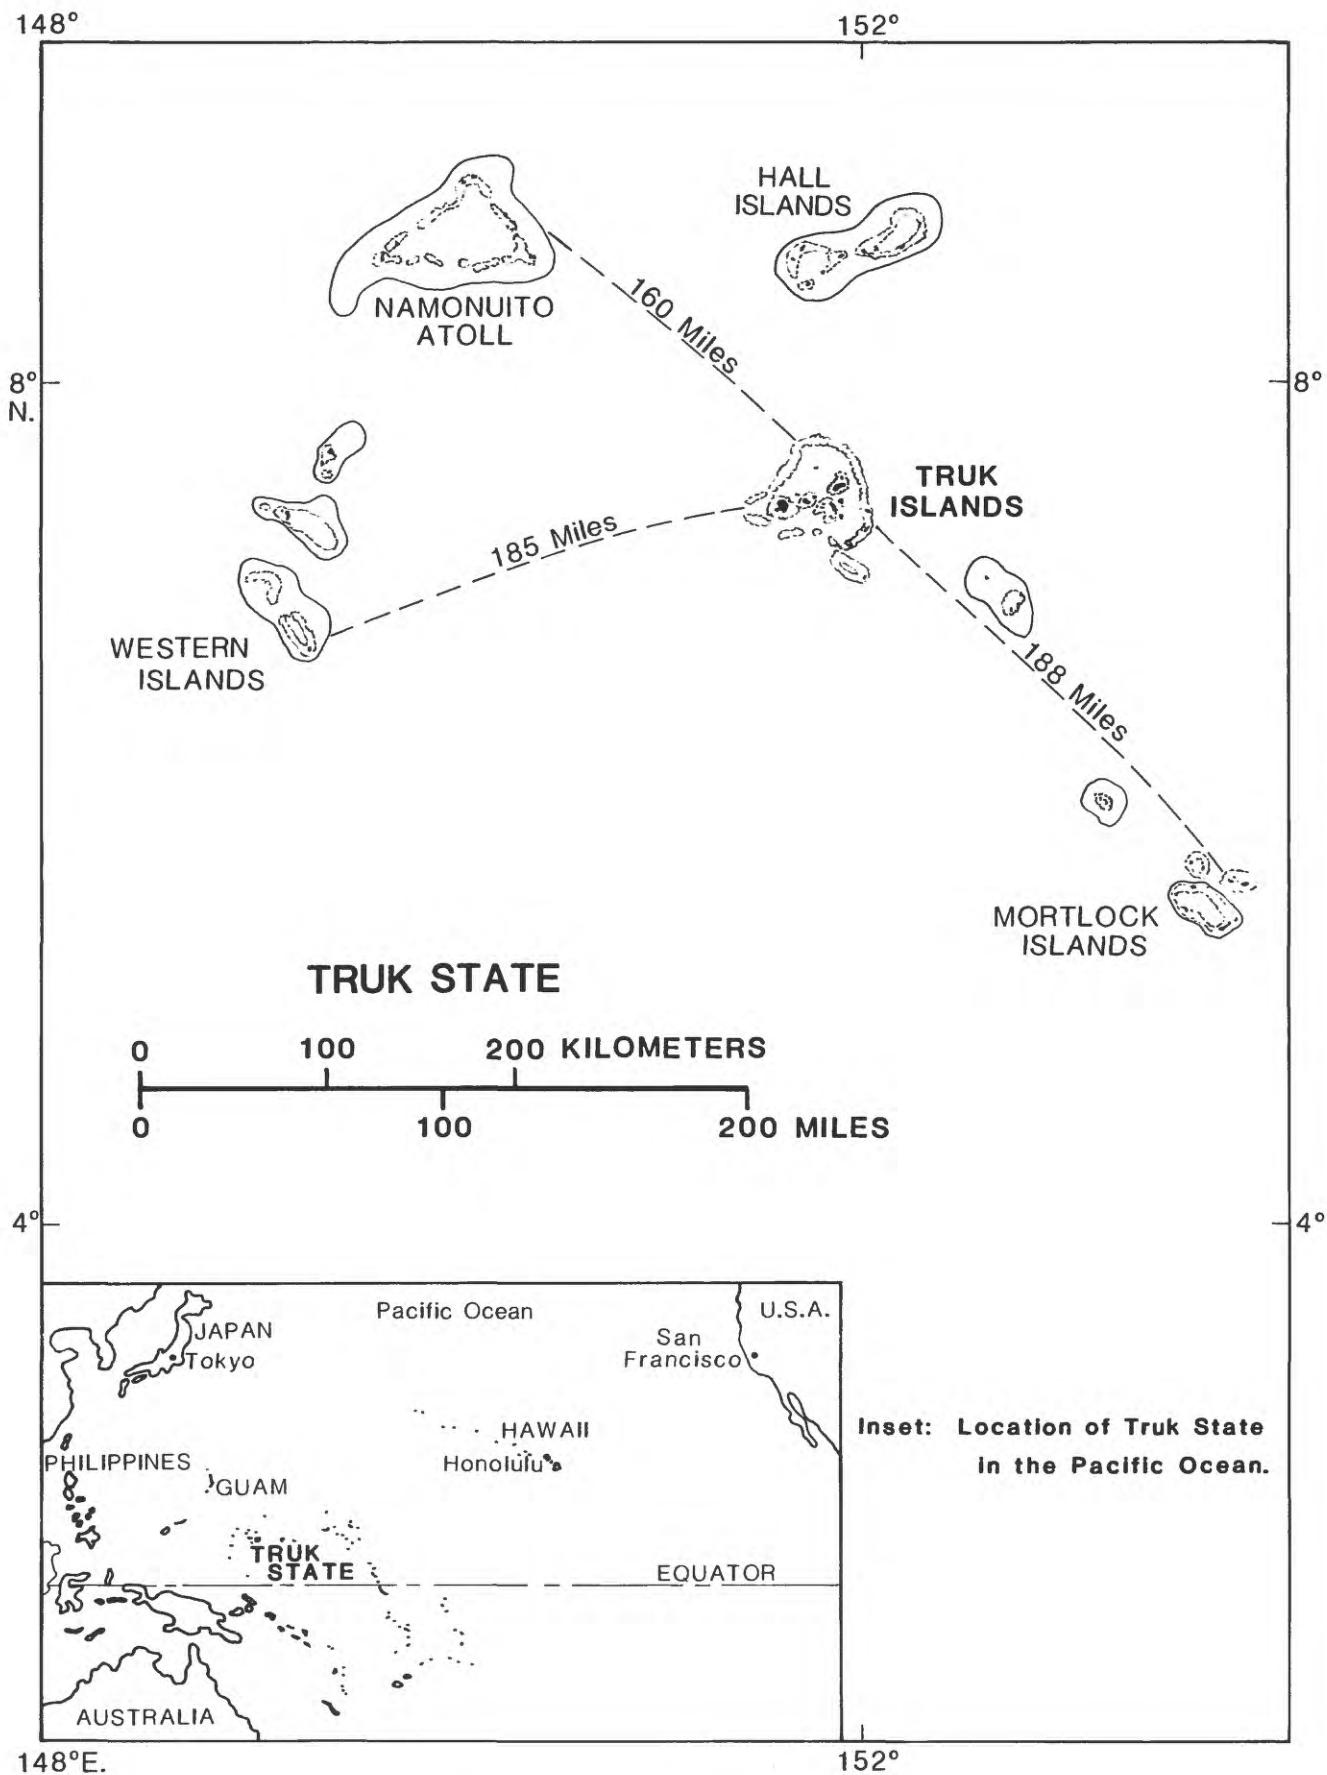 148°
152°
HALL
ISLANDS
NAMONUITO
ATOLL
160 Miles
8°
N.
8°
TRUK
ISLANDS
185 Miles
WESTERN
ISLANDS
188 Miles
MORTLOCK
ISLANDS
TRUK STATE
0 100 200 KILOMETERS
0 100 200 MILES
4°
4°
Pacific Ocean
U.S.A.
JAPAN
Tokyo
San
Francisco
HAWAII
Honolulu
PHILIPPINES
GUAM
TRUK
STATE
EQUATOR
AUSTRALIA
Inset: Location of Truk State
in the Pacific Ocean.
148°E.
152°